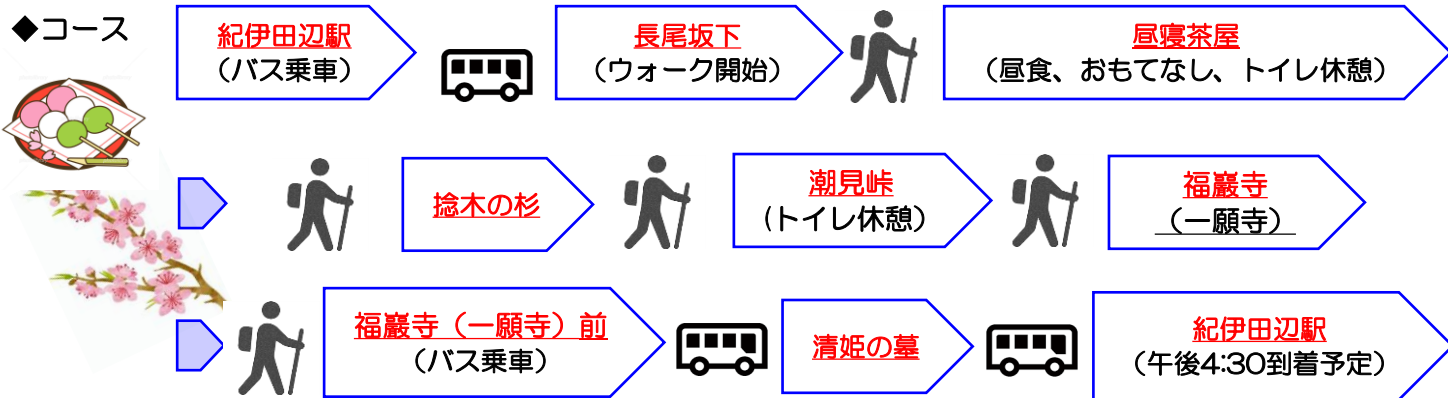 ◆コース
紀伊田辺駅
(バス乗車)
長尾坂下
(ウォーク開始)
昼寝茶屋
(昼食、おもてなし、トイレ休憩)
捻木の杉
潮見峠
(トイレ休憩)
福巖寺
(一願寺)
福巖寺(一願寺)前
(バス乗車)
清姫の墓
紀伊田辺駅
(午後4:30到着予定)